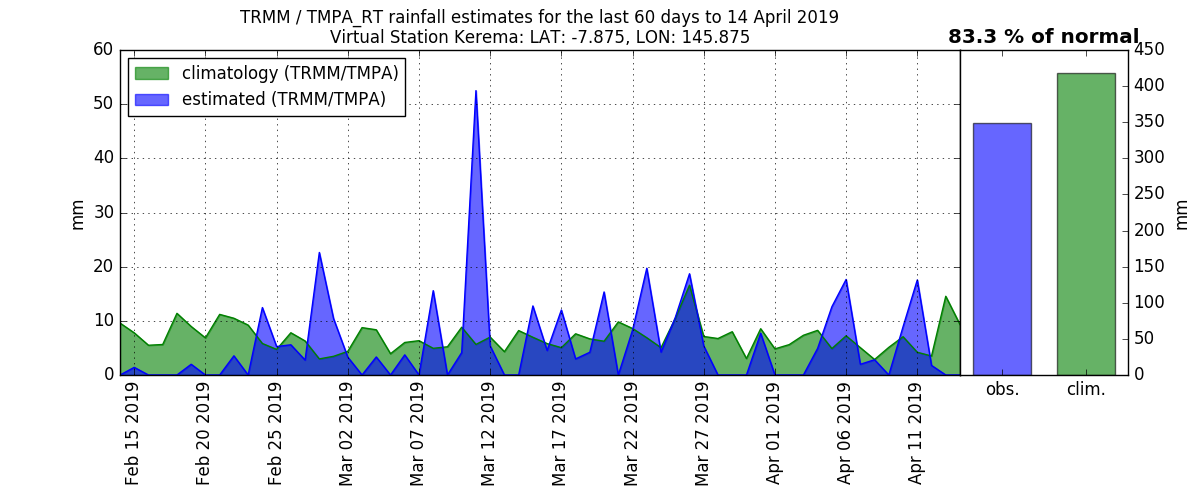 TRMM / TMPA_RT rainfall estimates for the last 60 days to 14 April 2019
Virtual Station Kerema: LAT: -7.875, LON: 145.875
83.3 % of normal
climatology (TRMM/TMPA)
estimated (TRMM/TMPA)
60
50
40
30
20
10
0
mm
Feb 15 2019
Feb 20 2019
Feb 25 2019
Mar 02 2019
Mar 07 2019
Mar 12 2019
Mar 17 2019
Mar 22 2019
Mar 27 2019
Apr 01 2019
Apr 06 2019
Apr 11 2019
450
400
350
300
250
200
150
100
50
0
mm
obs.
clim.